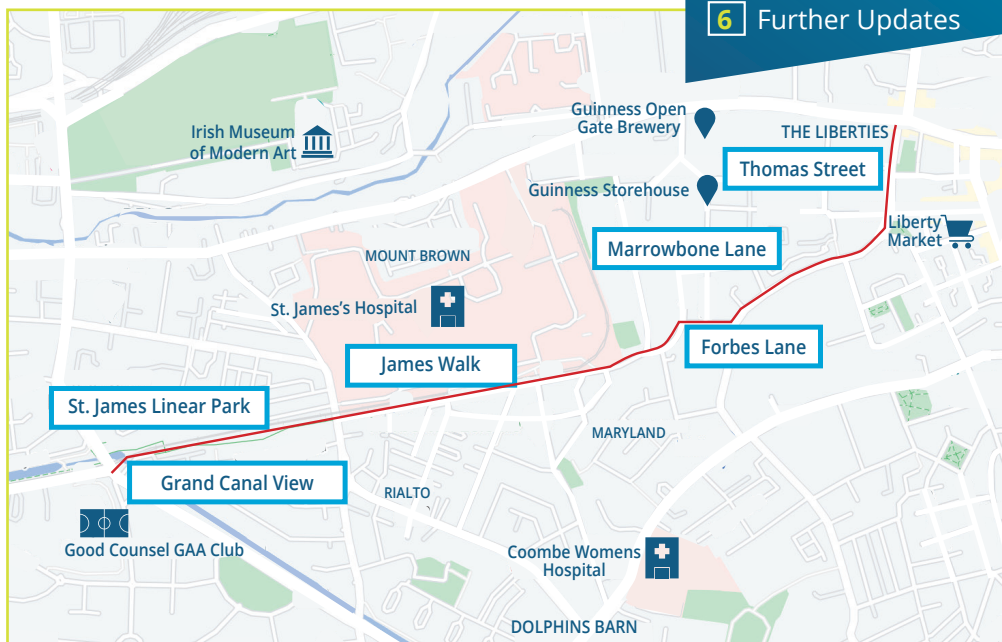 6 Further Updates
Guinness Open
Gate Brewery
THE LIBERTIES
Irish Museum
of Modern Art
Thomas Street
Guinness Storehouse
Liberty
Market
Marrowbone Lane
MOUNT BROWN
St. James's Hospital
Forbes Lane
James Walk
St. James Linear Park
MARYLAND
Grand Canal View
RIALTO
Good Counsel GAA Club
Coombe Womens
Hospital
DOLPHINS BARN